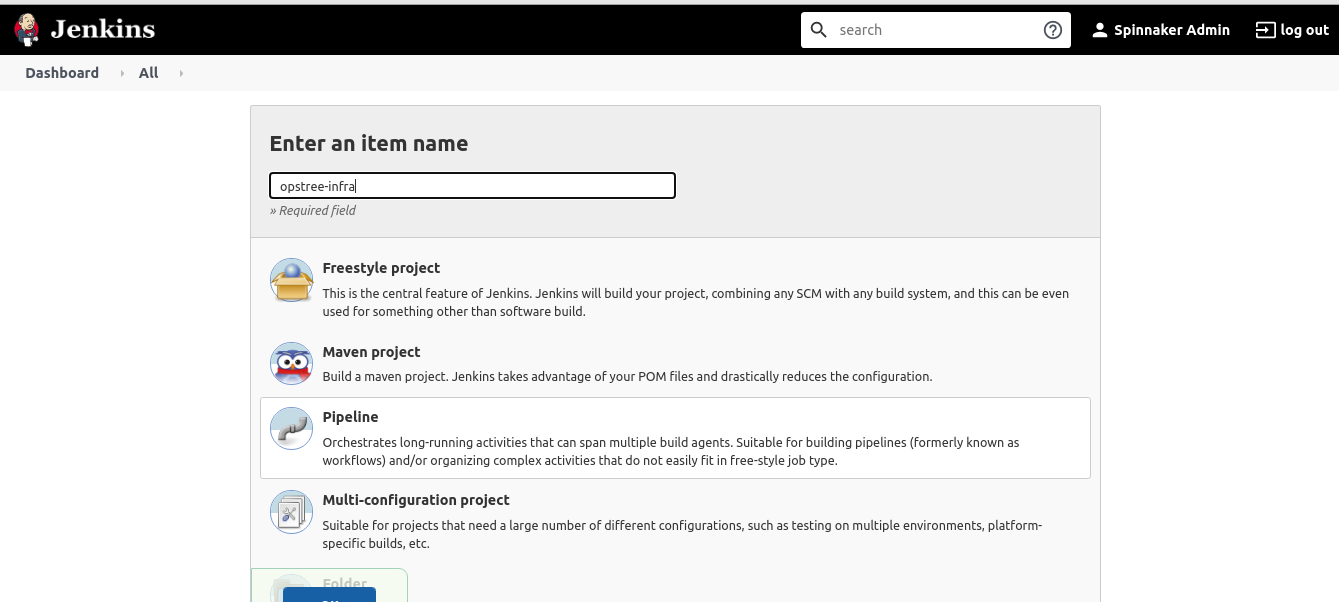 Jenkins
search
Spinnaker Admin
log out
Dashboard
All
Enter an item name
opstree-infra
» Required field
Freestyle project
This is the central feature of Jenkins. Jenkins will build your project, combining any SCM with any build system, and this can be even
used for something other than software build.
Maven project
Build a maven project. Jenkins takes advantage of your POM files and drastically reduces the configuration.
Pipeline
Orchestrates long-running activities that can span multiple build agents. Suitable for building pipelines (formerly known as
workflows) and/or organizing complex activities that do not easily fit in free-style job type.
Multi-configuration project
Suitable for projects that need a large number of different configurations, such as testing on multiple environments, platform-
specific builds, etc.
Folder